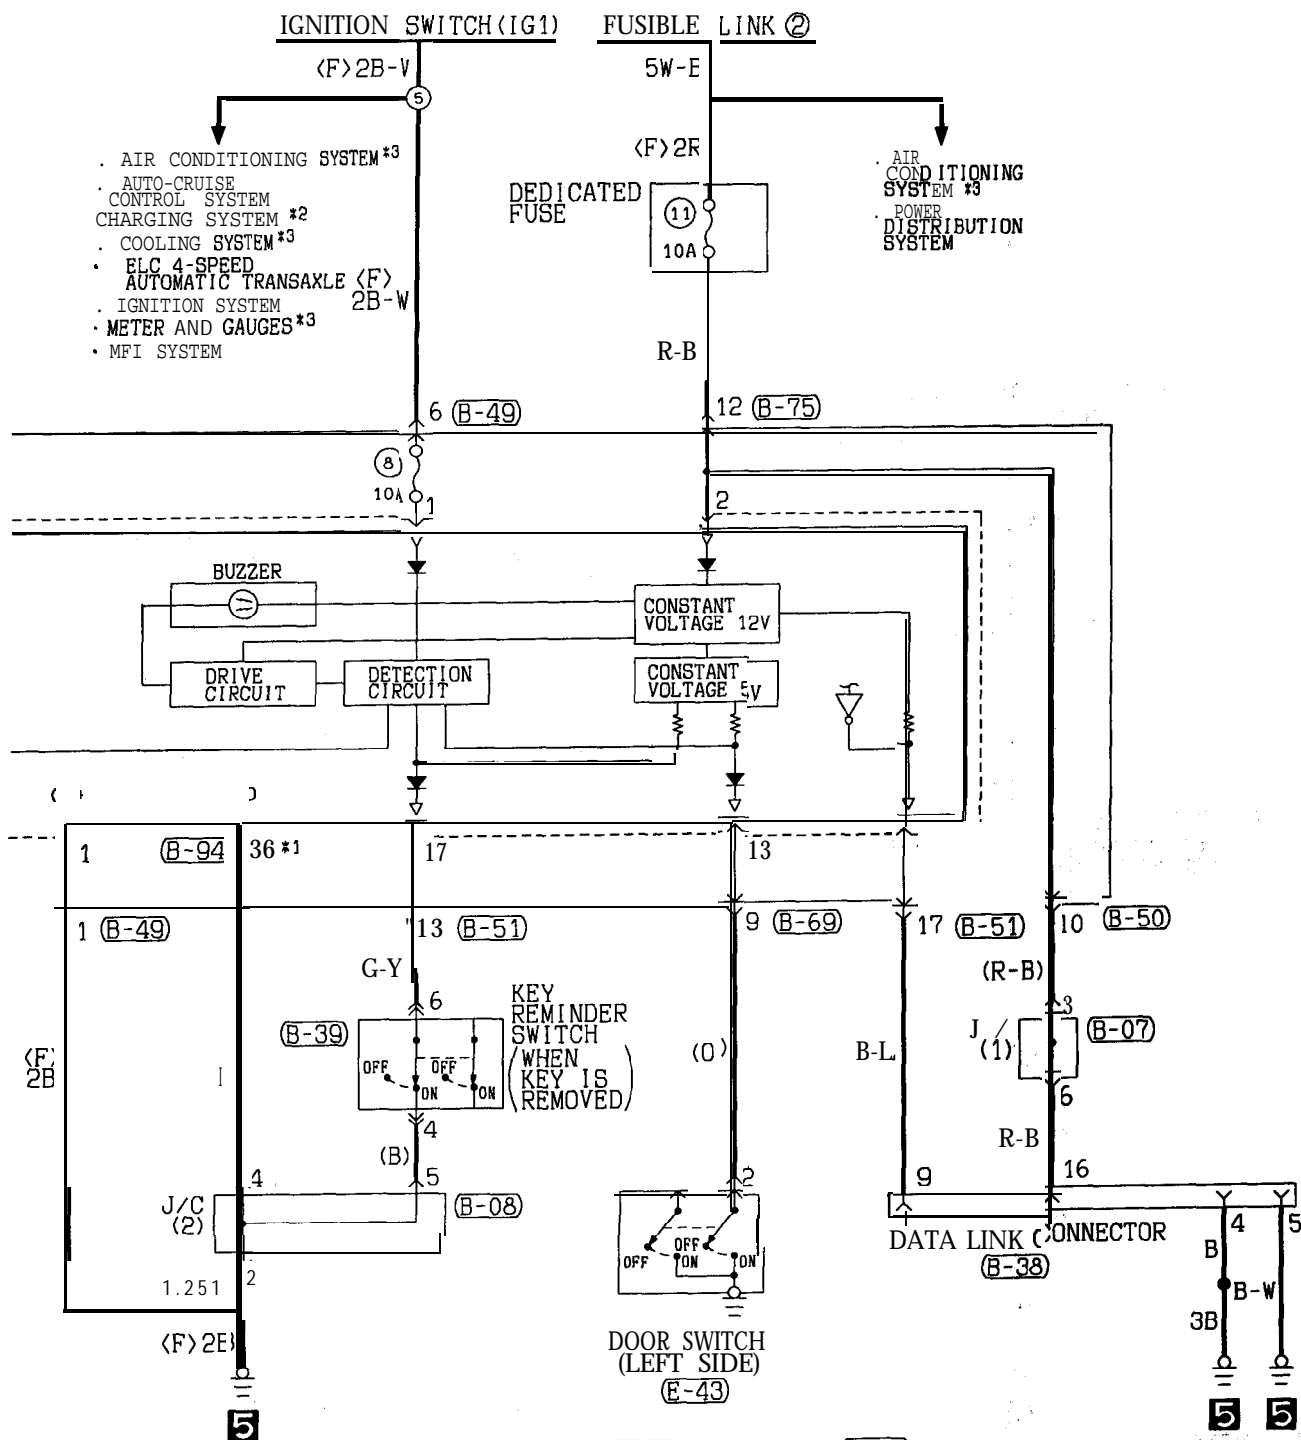 IGNITION SWITCH(IG1)
FUSIBLE LINK ②
<F>2B-V
5W-B
5
<F>2R
. AIR CONDITIONING SYSTEM*3
. AUTO-CRUISE
CONTROL SYSTEM
CHARGING SYSTEM *2
. COOLING SYSTEM*3
· ELC 4-SPEED
AUTOMATIC TRANSAXLE
. IGNITION SYSTEM
· METER AND GAUGES*3
· MFI SYSTEM
<F>
2B-W
DEDICATED
FUSE
11
10A
. AIR
CONDITIONING
SYSTEM *3
. POWER
DISTRIBUTION
SYSTEM
R-B
6 (B-49)
12 (B-75)
8
10A
1
2
BUZZER
CONSTANT
VOLTAGE 12V
DRIVE
CIRCUIT
DETECTION
CIRCUIT
CONSTANT
VOLTAGE 5V
1
(B-94
36 *1
17
13
1 (B-49)
13 (B-51)
9 (B-69)
17 (B-51)
10 (B-50)
G-Y
(R-B)
6
3
(B-39)
KEY
REMINDER
SWITCH
(WHEN
KEY IS
REMOVED)
OFF
OFF
ON
ON
J /
(1)
(B-07)
<F>
2B
(O)
B-L
6
4
(B)
R-B
4
5
2
9
16
J/C
(2)
(B-08)
OFF
OFF
ON
ON
4
5
DATA LINK CONNECTOR
(B-38)
B
B-W
3B
1.251
2
<F>2B
DOOR SWITCH
(LEFT SIDE)
(E-43)
5
5
5